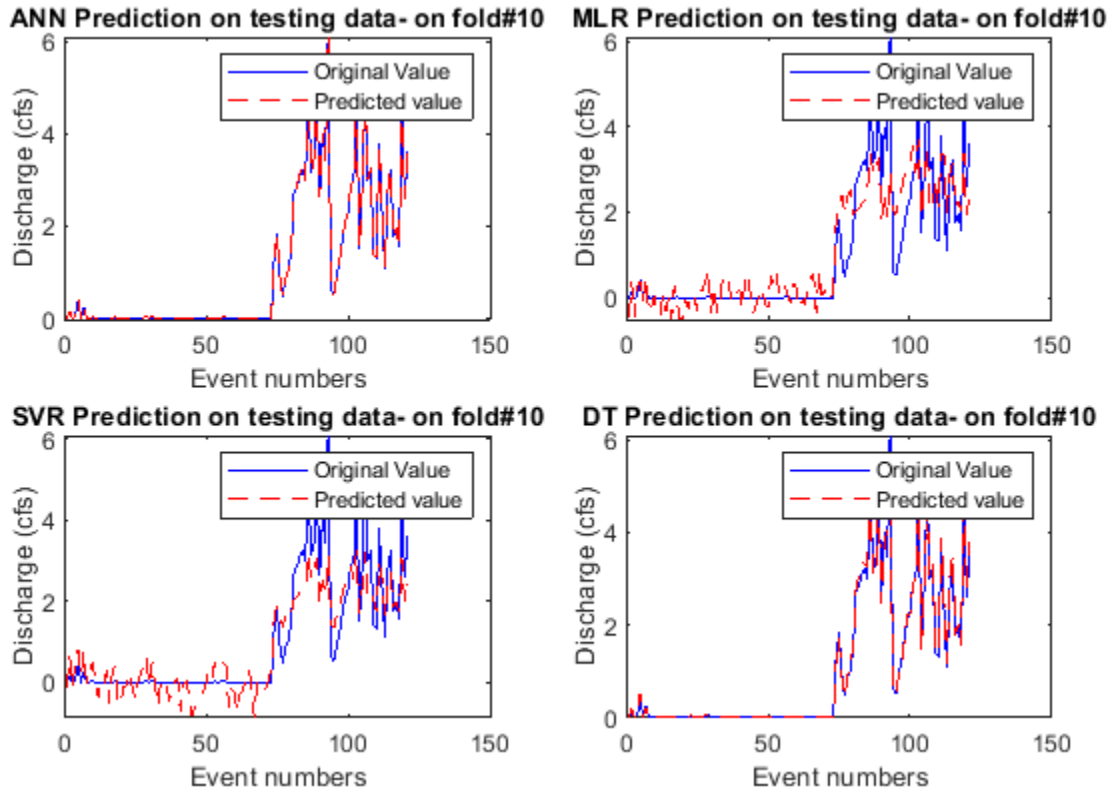 ANN Prediction on testing data- on fold#10
6
4
2
0
Discharge (cfs)
Original Value
Predicted value
0
50
100
150
Event numbers
MLR Prediction on testing data- on fold#10
6
4
2
0
Discharge (cfs)
Original Value
Predicted value
0
50
100
150
Event numbers
SVR Prediction on testing data- on fold#10
6
4
2
0
Discharge (cfs)
Original Value
Predicted value
0
50
100
150
Event numbers
DT Prediction on testing data- on fold#10
6
4
2
0
Discharge (cfs)
Original Value
Predicted value
0
50
100
150
Event numbers